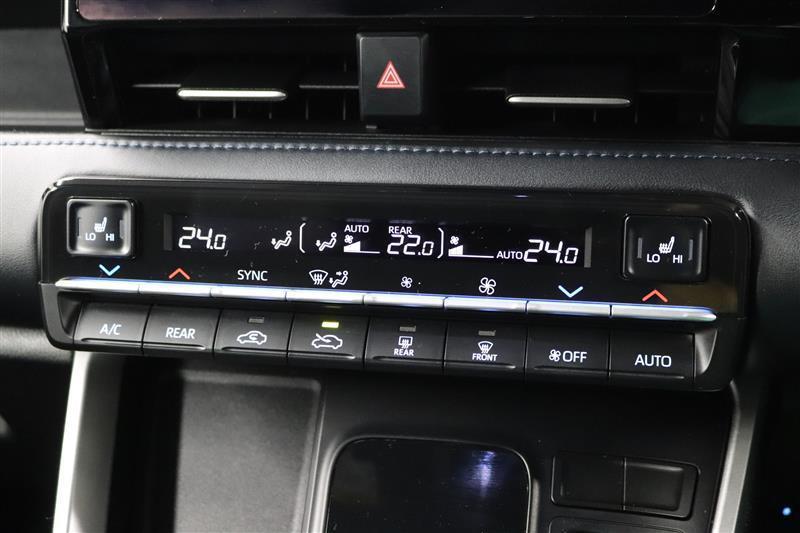 LO HI
24.0
AUTO
REAR
22.0
AUTO 24.0
LO HI
SYNC
A/C
REAR
REAR
FRONT
OFF
AUTO